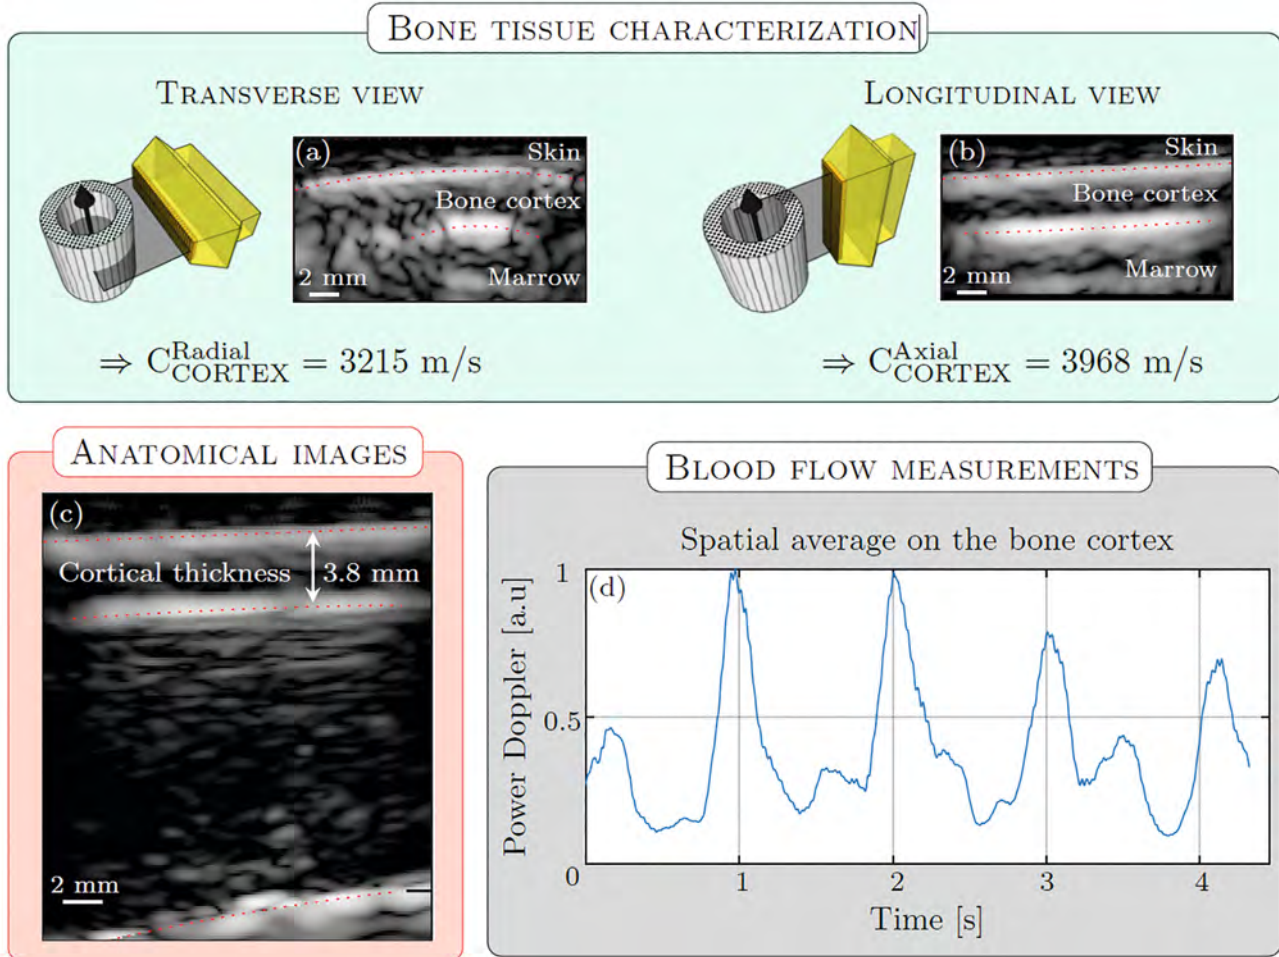 BONE TISSUE CHARACTERIZATION
TRANSVERSE VIEW
(a)
Skin
Bone cortex
Marrow
2 mm
⇒ C^Radial_CORTEX = 3215 m/s
LONGITUDINAL VIEW
(b)
Skin
Bone cortex
Marrow
2 mm
⇒ C^Axial_CORTEX = 3968 m/s
ANATOMICAL IMAGES
(c)
Cortical thickness 3.8 mm
2 mm
BLOOD FLOW MEASUREMENTS
Spatial average on the bone cortex
(d)
Power Doppler [a.u]
1
0.5
0
0 1 2 3 4
Time [s]